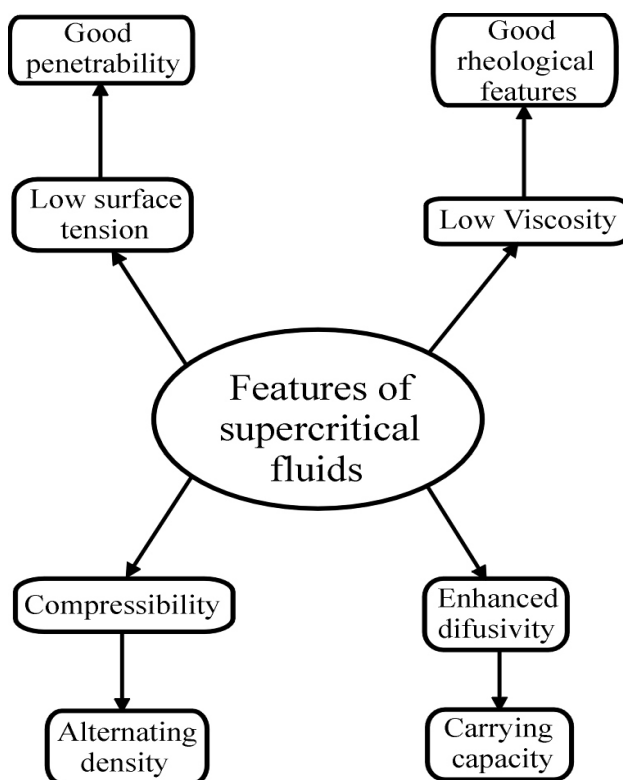 Good
penetrability
Good
rheological
features
Low surface
tension
Low Viscosity
Features of
supercritical
fluids
Compressibility
Enhanced
difusivity
Alternating
density
Carrying
capacity